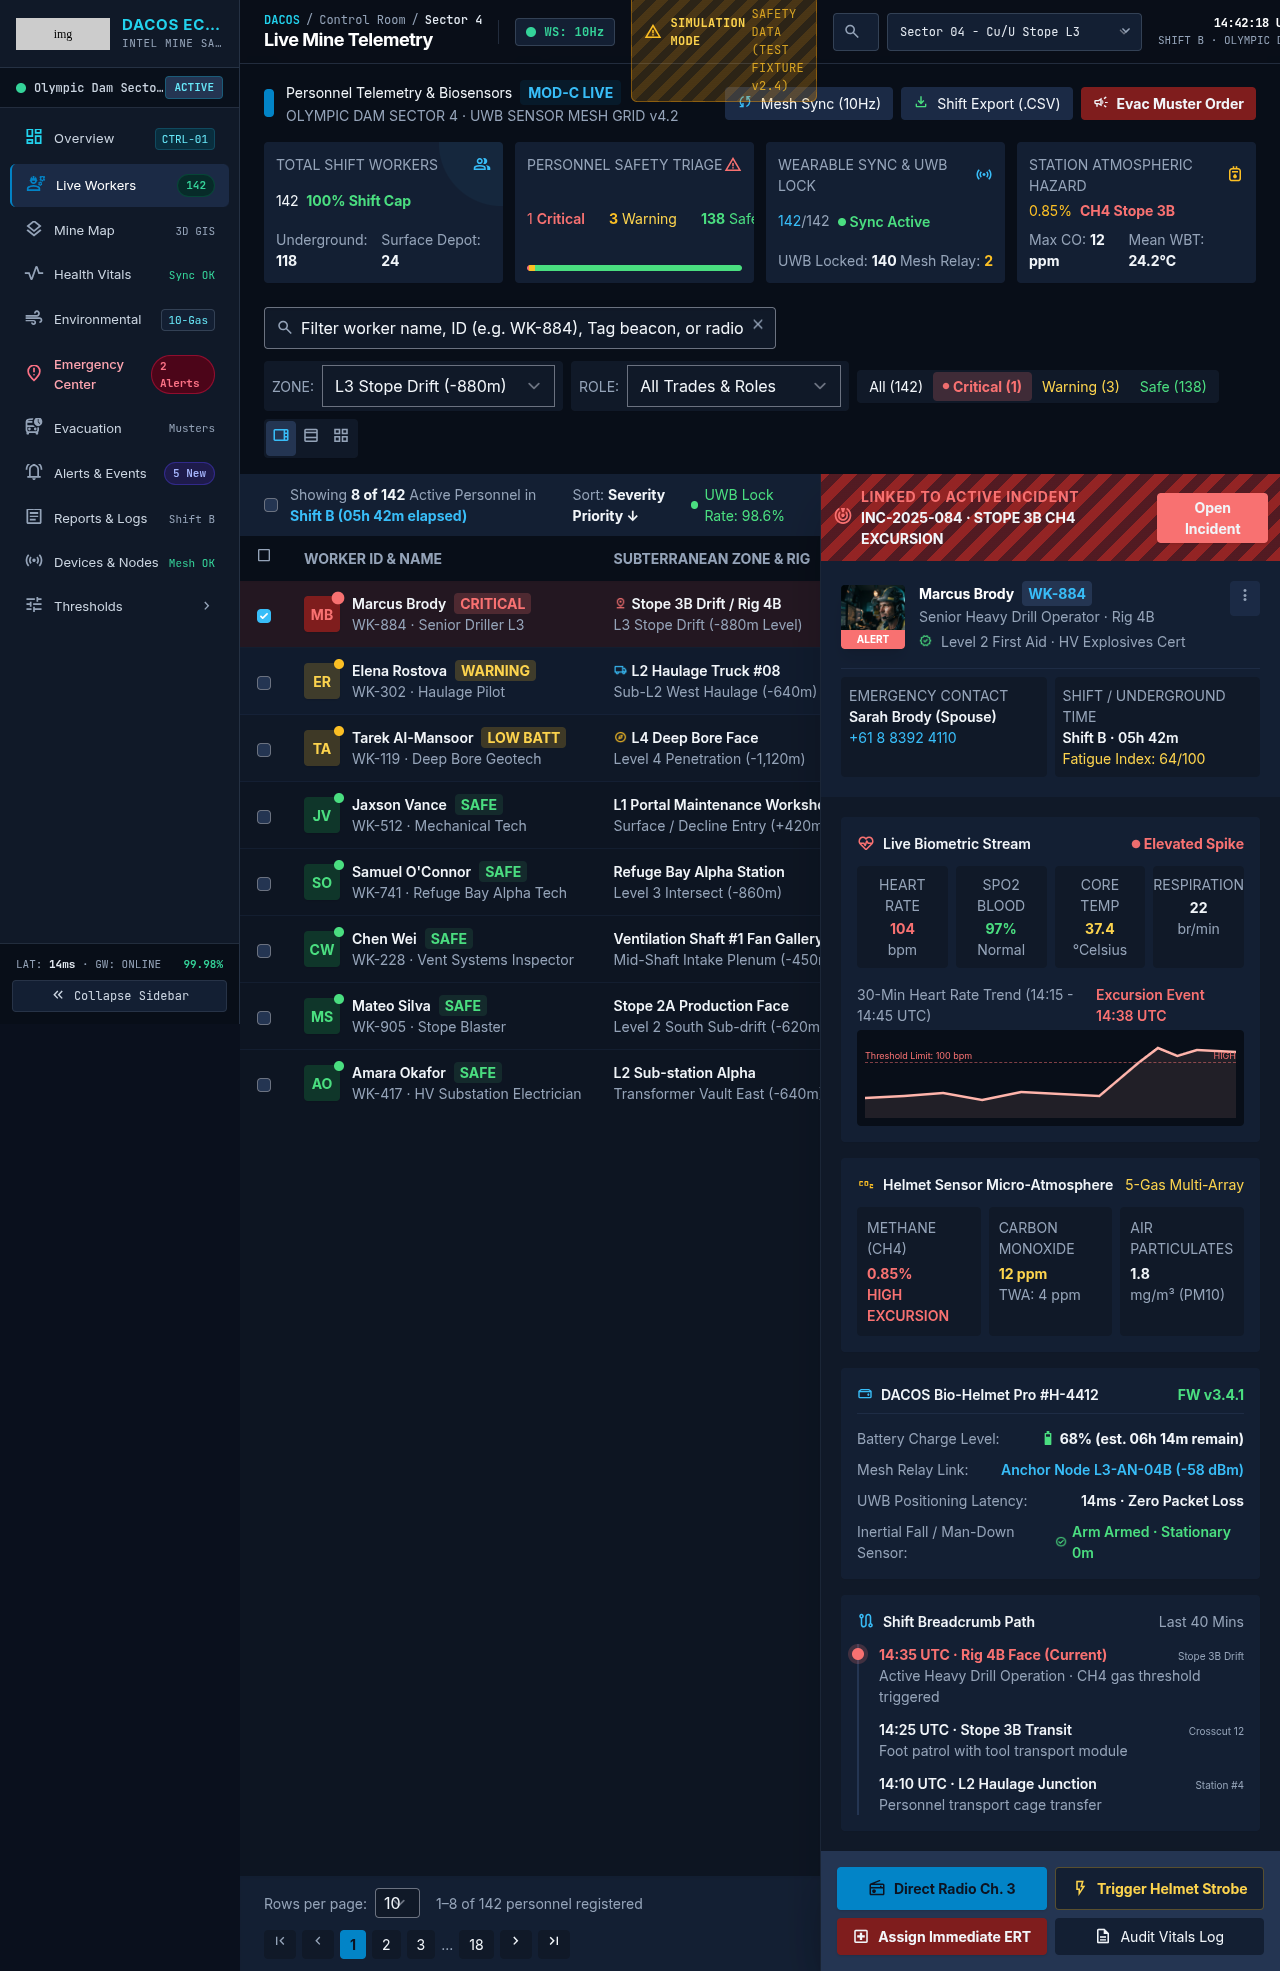 img
DACOS EC...
INTEL MINE SA...
Olympic Dam Secto... ACTIVE
Overview CTRL-01
Live Workers 142
Mine Map 3D GIS
Health Vitals Sync OK
Environmental 10-Gas
Emergency Center 2 Alerts
Evacuation Musters
Alerts & Events 5 New
Reports & Logs Shift B
Devices & Nodes Mesh OK
Thresholds
LAT: 14ms · GW: ONLINE 99.98%
Collapse Sidebar
DACOS / Control Room / Sector 4
Live Mine Telemetry
WS: 10Hz
SIMULATION MODE
SAFETY DATA (TEST FIXTURE v2.4)
Sector 04 - Cu/U Stope L3
14:42:18 U
SHIFT B · OLYMPIC D
Personnel Telemetry & Biosensors MOD-C LIVE
OLYMPIC DAM SECTOR 4 · UWB SENSOR MESH GRID v4.2
Mesh Sync (10Hz)
Shift Export (.CSV)
Evac Muster Order
TOTAL SHIFT WORKERS
142 100% Shift Cap
Underground: 118
Surface Depot: 24
PERSONNEL SAFETY TRIAGE
1 Critical 3 Warning 138 Safe
WEARABLE SYNC & UWB LOCK
142/142 Sync Active
UWB Locked: 140 Mesh Relay: 2
STATION ATMOSPHERIC HAZARD
0.85% CH4 Stope 3B
Max CO: 12 ppm
Mean WBT: 24.2°C
Filter worker name, ID (e.g. WK-884), Tag beacon, or radio
ZONE: L3 Stope Drift (-880m)
ROLE: All Trades & Roles
All (142) Critical (1) Warning (3) Safe (138)
Showing 8 of 142 Active Personnel in
Shift B (05h 42m elapsed)
Sort: Severity
Priority ↓
UWB Lock
Rate: 98.6%
WORKER ID & NAME SUBTERRANEAN ZONE & RIG
MB Marcus Brody CRITICAL Stope 3B Drift / Rig 4B
WK-884 · Senior Driller L3 L3 Stope Drift (-880m Level)
ER Elena Rostova WARNING L2 Haulage Truck #08
WK-302 · Haulage Pilot Sub-L2 West Haulage (-640m)
TA Tarek Al-Mansoor LOW BATT L4 Deep Bore Face
WK-119 · Deep Bore Geotech Level 4 Penetration (-1,120m)
JV Jaxson Vance SAFE L1 Portal Maintenance Worksho
WK-512 · Mechanical Tech Surface / Decline Entry (+420m
SO Samuel O'Connor SAFE Refuge Bay Alpha Station
WK-741 · Refuge Bay Alpha Tech Level 3 Intersect (-860m)
CW Chen Wei SAFE Ventilation Shaft #1 Fan Gallery
WK-228 · Vent Systems Inspector Mid-Shaft Intake Plenum (-450m
MS Mateo Silva SAFE Stope 2A Production Face
WK-905 · Stope Blaster Level 2 South Sub-drift (-620m
AO Amara Okafor SAFE L2 Sub-station Alpha
WK-417 · HV Substation Electrician Transformer Vault East (-640m)
Rows per page: 10 1–8 of 142 personnel registered
1 2 3 ... 18
LINKED TO ACTIVE INCIDENT
INC-2025-084 · STOPE 3B CH4
EXCURSION
Open Incident
Marcus Brody WK-884
Senior Heavy Drill Operator · Rig 4B
Level 2 First Aid · HV Explosives Cert
ALERT
EMERGENCY CONTACT
Sarah Brody (Spouse)
+61 8 8392 4110
SHIFT / UNDERGROUND TIME
Shift B · 05h 42m
Fatigue Index: 64/100
Live Biometric Stream Elevated Spike
HEART RATE
104
bpm
SPO2 BLOOD
97%
Normal
CORE TEMP
37.4
°Celsius
RESPIRATION
22
br/min
30-Min Heart Rate Trend (14:15 - 14:45 UTC)
Excursion Event 14:38 UTC
Threshold Limit: 100 bpm HIGH
Helmet Sensor Micro-Atmosphere 5-Gas Multi-Array
METHANE (CH4)
0.85%
HIGH EXCURSION
CARBON MONOXIDE
12 ppm
TWA: 4 ppm
AIR PARTICULATES
1.8
mg/m³ (PM10)
DACOS Bio-Helmet Pro #H-4412 FW v3.4.1
Battery Charge Level: 68% (est. 06h 14m remain)
Mesh Relay Link: Anchor Node L3-AN-04B (-58 dBm)
UWB Positioning Latency: 14ms · Zero Packet Loss
Inertial Fall / Man-Down Sensor: Arm Armed · Stationary 0m
Shift Breadcrumb Path Last 40 Mins
14:35 UTC · Rig 4B Face (Current) Stope 3B Drift
Active Heavy Drill Operation · CH4 gas threshold
triggered
14:25 UTC · Stope 3B Transit Crosscut 12
Foot patrol with tool transport module
14:10 UTC · L2 Haulage Junction Station #4
Personnel transport cage transfer
Direct Radio Ch. 3
Trigger Helmet Strobe
Assign Immediate ERT
Audit Vitals Log